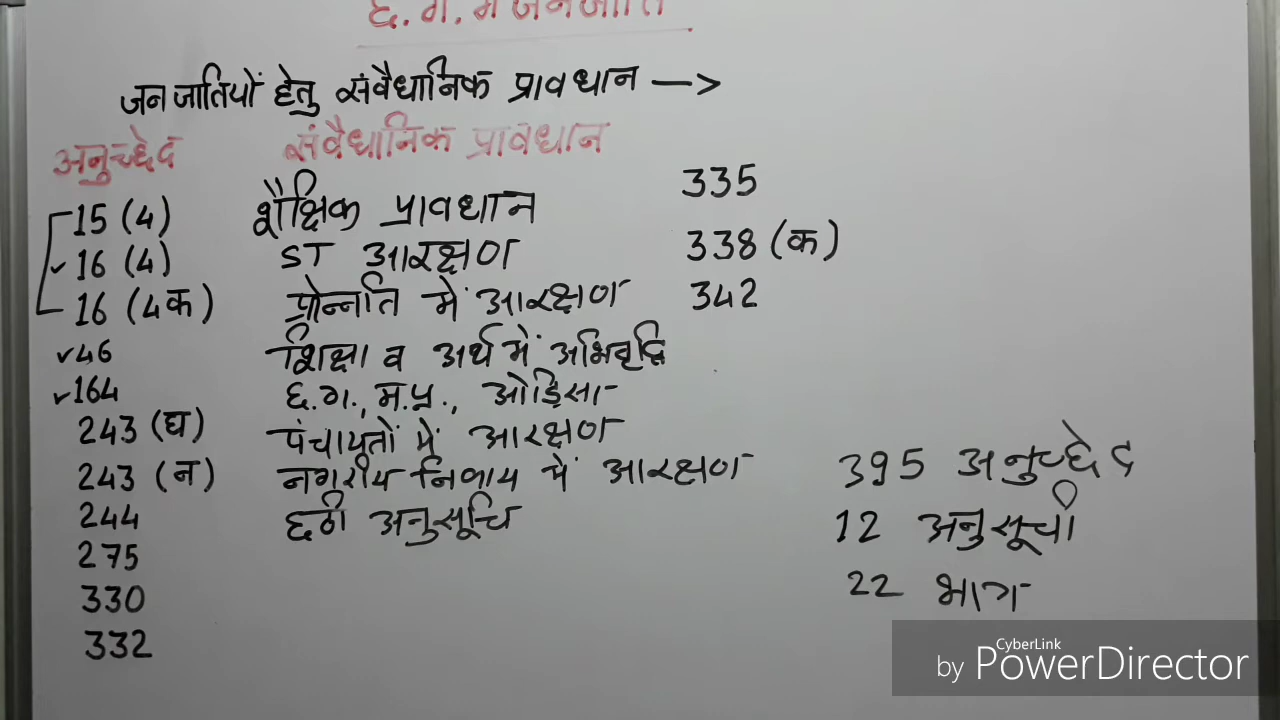 छ.ग. में जनजाति
जन जातियों हेतु संवैधानिक प्रावधान →
अनुच्छेद संवैधानिक प्रावधान
15 (4) शैक्षिक प्रावधान 335
✓16 (4) ST आरक्षण 338 (क)
16 (4क) प्रोन्नति में आरक्षण 342
✓46 शिक्षा व अर्थ में अभिवृद्धि
✓164 छ.ग., म.प्र., ओड़िसा
243 (घ) पंचायतों में आरक्षण
243 (न) नगरीय निकाय में आरक्षण 395 अनुच्छेद
244 छठी अनुसूचि 12 अनुसूची
275
330 22 भाग
332
CyberLink
by PowerDirector